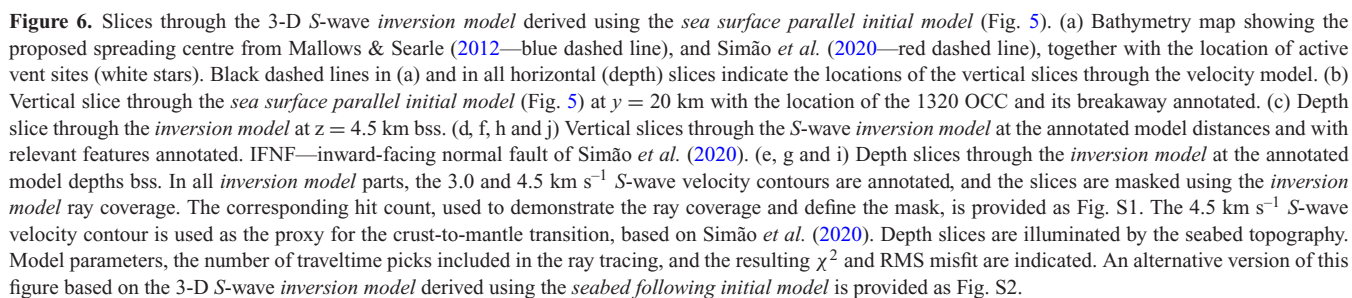 Figure 6. Slices through the 3-D S-wave inversion model derived using the sea surface parallel initial model (Fig. 5). (a) Bathymetry map showing the
proposed spreading centre from Mallows & Searle (2012—blue dashed line), and Simão et al. (2020—red dashed line), together with the location of active
vent sites (white stars). Black dashed lines in (a) and in all horizontal (depth) slices indicate the locations of the vertical slices through the velocity model. (b)
Vertical slice through the sea surface parallel initial model (Fig. 5) at y = 20 km with the location of the 1320 OCC and its breakaway annotated. (c) Depth
slice through the inversion model at z = 4.5 km bss. (d, f, h and j) Vertical slices through the S-wave inversion model at the annotated model distances and with
relevant features annotated. IFNF—inward-facing normal fault of Simão et al. (2020). (e, g and i) Depth slices through the inversion model at the annotated
model depths bss. In all inversion model parts, the 3.0 and 4.5 km s⁻¹ S-wave velocity contours are annotated, and the slices are masked using the inversion
model ray coverage. The corresponding hit count, used to demonstrate the ray coverage and define the mask, is provided as Fig. S1. The 4.5 km s⁻¹ S-wave
velocity contour is used as the proxy for the crust-to-mantle transition, based on Simão et al. (2020). Depth slices are illuminated by the seabed topography.
Model parameters, the number of traveltime picks included in the ray tracing, and the resulting χ² and RMS misfit are indicated. An alternative version of this
figure based on the 3-D S-wave inversion model derived using the seabed following initial model is provided as Fig. S2.